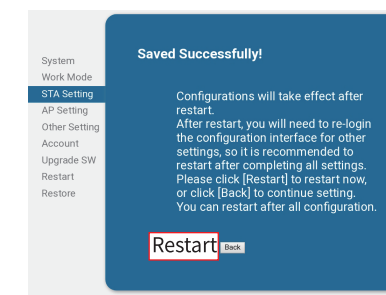 System
Work Mode
STA Setting
AP Setting
Other Setting
Account
Upgrade SW
Restart
Restore
Saved Successfully!
Configurations will take effect after
restart.
After restart, you will need to re-login
the configuration interface for other
settings, so it is recommended to
restart after completing all settings.
Please click [Restart] to restart now,
or click [Back] to continue setting.
You can restart after all configuration.
Restart Back